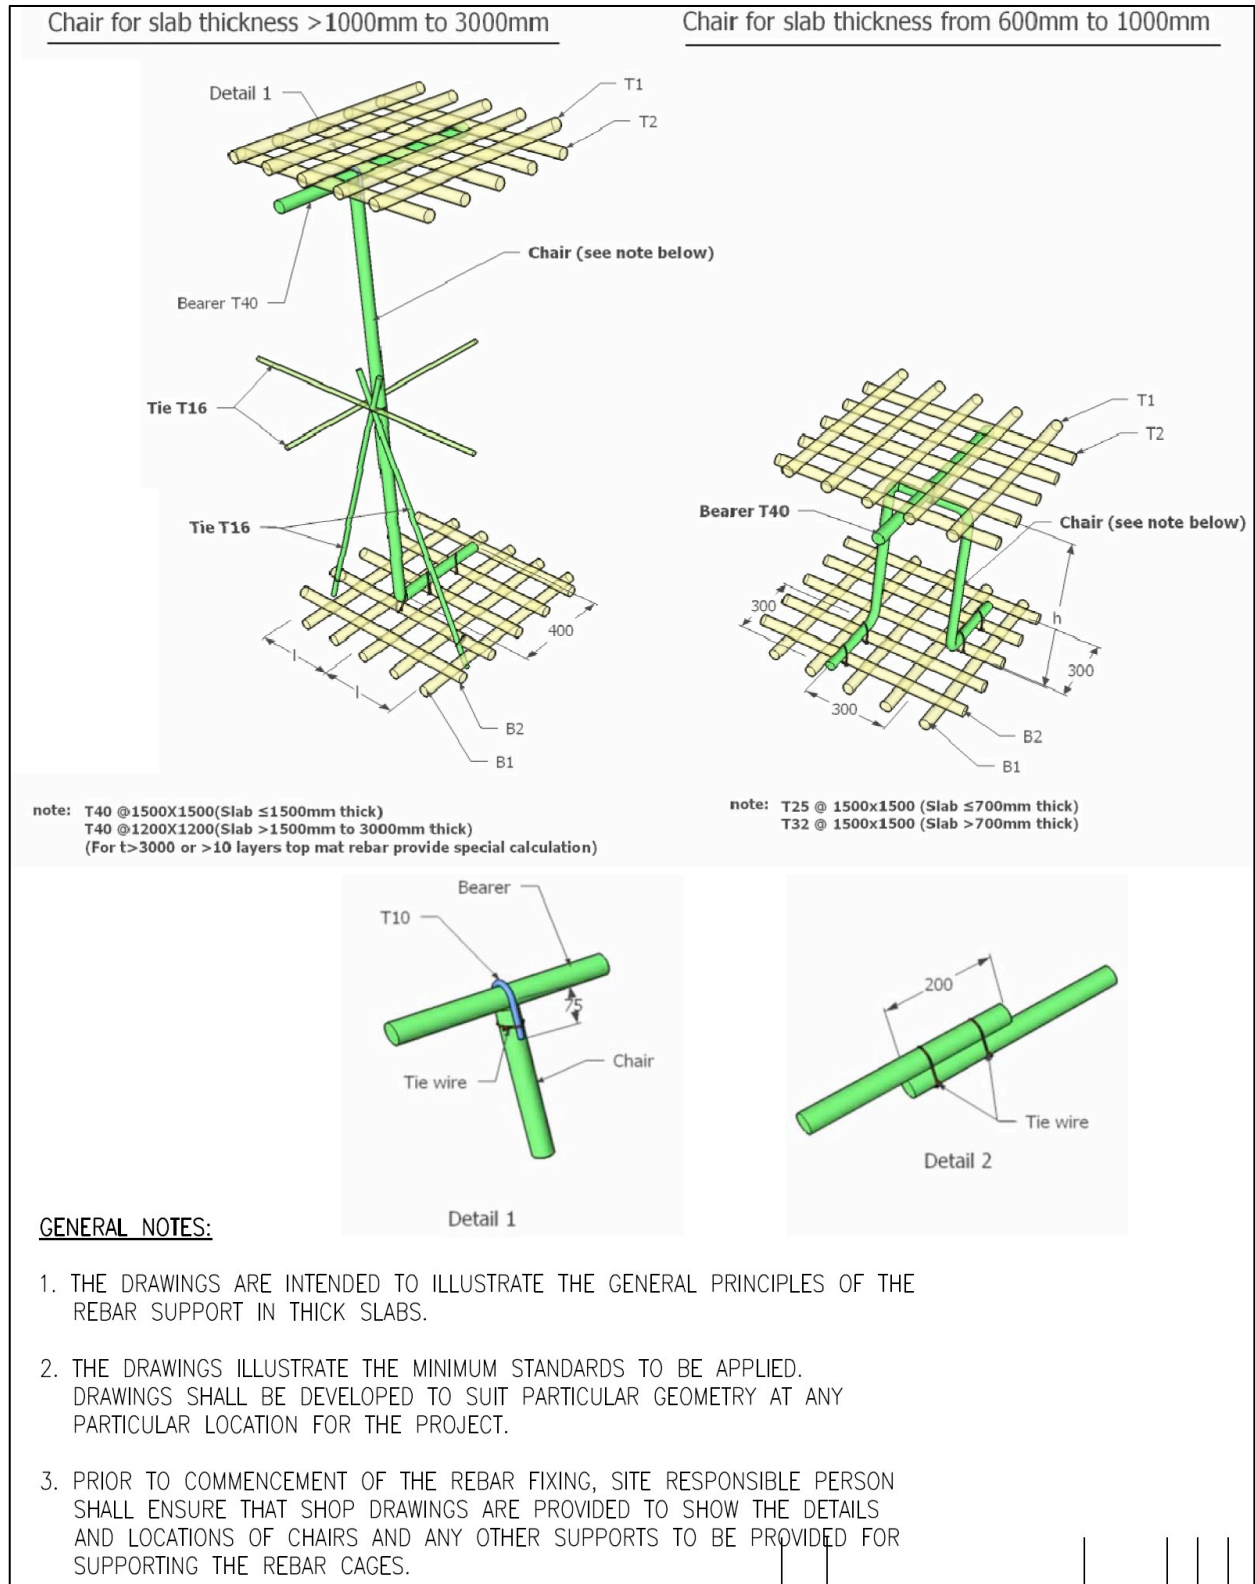 Chair for slab thickness >1000mm to 3000mm
Chair for slab thickness from 600mm to 1000mm
Detail 1
T1
T2
Chair (see note below)
Bearer T40
Tie T16
Tie T16
400
l
l
B2
B1
T1
T2
Bearer T40
Chair (see note below)
300
h
300
300
B2
B1
note: T40 @1500X1500(Slab ≤1500mm thick)
T40 @1200X1200(Slab >1500mm to 3000mm thick)
(For t>3000 or >10 layers top mat rebar provide special calculation)
note: T25 @ 1500x1500 (Slab ≤700mm thick)
T32 @ 1500x1500 (Slab >700mm thick)
Bearer
T10
75
Tie wire
Chair
Detail 1
200
Tie wire
Detail 2
GENERAL NOTES:
1. THE DRAWINGS ARE INTENDED TO ILLUSTRATE THE GENERAL PRINCIPLES OF THE
REBAR SUPPORT IN THICK SLABS.
2. THE DRAWINGS ILLUSTRATE THE MINIMUM STANDARDS TO BE APPLIED.
DRAWINGS SHALL BE DEVELOPED TO SUIT PARTICULAR GEOMETRY AT ANY
PARTICULAR LOCATION FOR THE PROJECT.
3. PRIOR TO COMMENCEMENT OF THE REBAR FIXING, SITE RESPONSIBLE PERSON
SHALL ENSURE THAT SHOP DRAWINGS ARE PROVIDED TO SHOW THE DETAILS
AND LOCATIONS OF CHAIRS AND ANY OTHER SUPPORTS TO BE PROVIDED FOR
SUPPORTING THE REBAR CAGES.